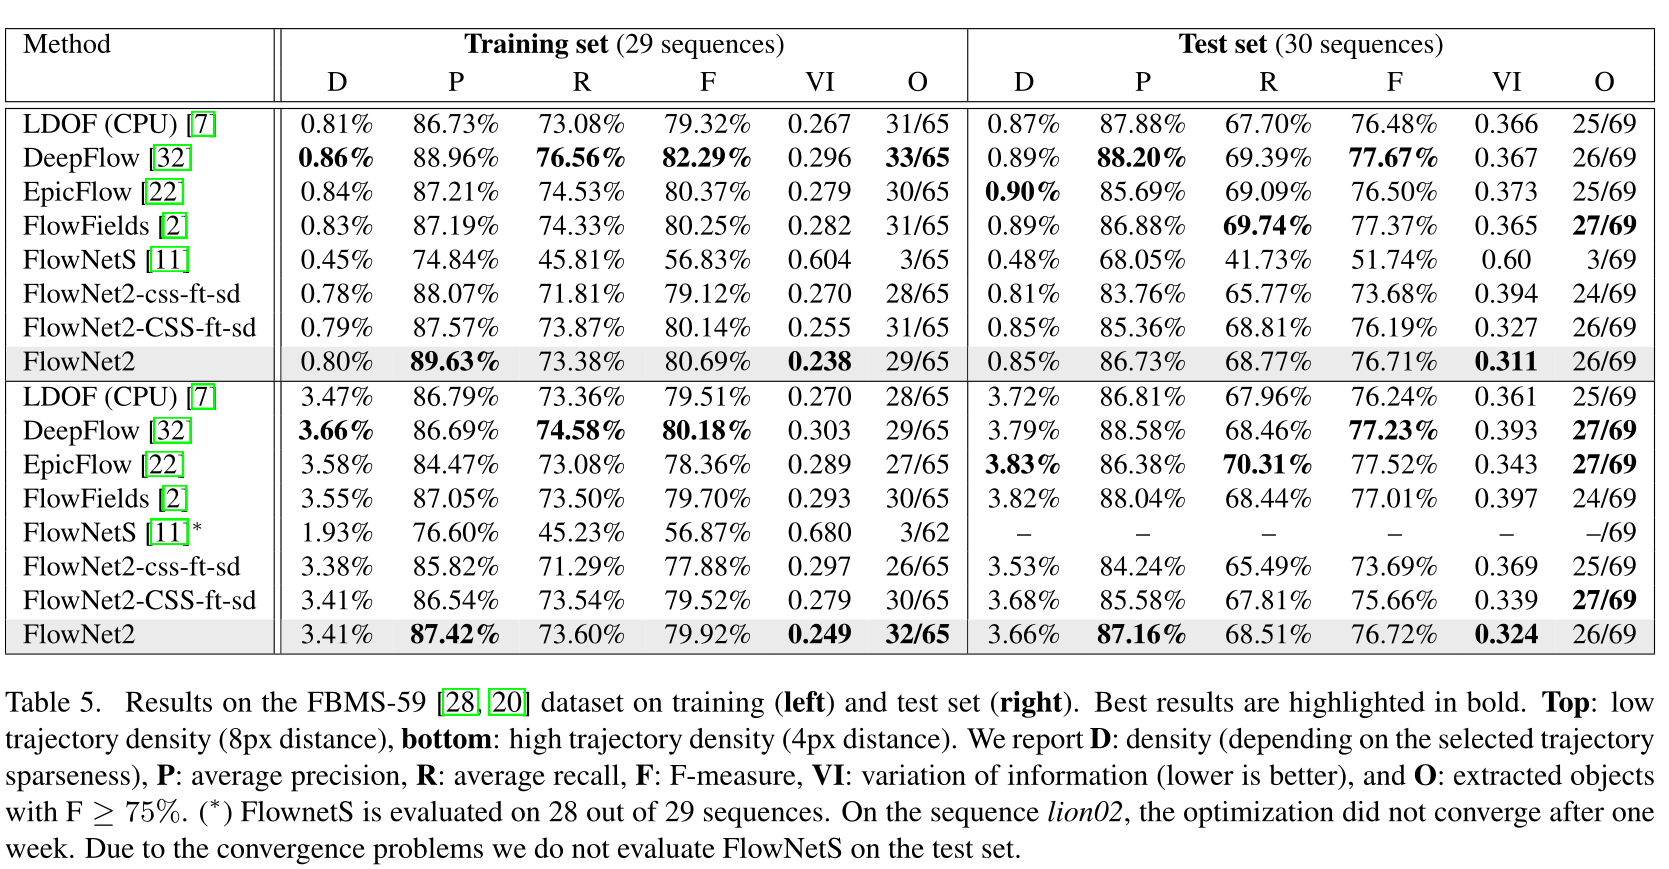 Method Training set (29 sequences) Test set (30 sequences)
D P R F VI O D P R F VI O
LDOF (CPU) [7] 0.81% 86.73% 73.08% 79.32% 0.267 31/65 0.87% 87.88% 67.70% 76.48% 0.366 25/69
DeepFlow [32] 0.86% 88.96% 76.56% 82.29% 0.296 33/65 0.89% 88.20% 69.39% 77.67% 0.367 26/69
EpicFlow [22] 0.84% 87.21% 74.53% 80.37% 0.279 30/65 0.90% 85.69% 69.09% 76.50% 0.373 25/69
FlowFields [2] 0.83% 87.19% 74.33% 80.25% 0.282 31/65 0.89% 86.88% 69.74% 77.37% 0.365 27/69
FlowNetS [11] 0.45% 74.84% 45.81% 56.83% 0.604 3/65 0.48% 68.05% 41.73% 51.74% 0.60 3/69
FlowNet2-css-ft-sd 0.78% 88.07% 71.81% 79.12% 0.270 28/65 0.81% 83.76% 65.77% 73.68% 0.394 24/69
FlowNet2-CSS-ft-sd 0.79% 87.57% 73.87% 80.14% 0.255 31/65 0.85% 85.36% 68.81% 76.19% 0.327 26/69
FlowNet2 0.80% 89.63% 73.38% 80.69% 0.238 29/65 0.85% 86.73% 68.77% 76.71% 0.311 26/69
LDOF (CPU) [7] 3.47% 86.79% 73.36% 79.51% 0.270 28/65 3.72% 86.81% 67.96% 76.24% 0.361 25/69
DeepFlow [32] 3.66% 86.69% 74.58% 80.18% 0.303 29/65 3.79% 88.58% 68.46% 77.23% 0.393 27/69
EpicFlow [22] 3.58% 84.47% 73.08% 78.36% 0.289 27/65 3.83% 86.38% 70.31% 77.52% 0.343 27/69
FlowFields [2] 3.55% 87.05% 73.50% 79.70% 0.293 30/65 3.82% 88.04% 68.44% 77.01% 0.397 24/69
FlowNetS [11]* 1.93% 76.60% 45.23% 56.87% 0.680 3/62 – – – – – –/69
FlowNet2-css-ft-sd 3.38% 85.82% 71.29% 77.88% 0.297 26/65 3.53% 84.24% 65.49% 73.69% 0.369 25/69
FlowNet2-CSS-ft-sd 3.41% 86.54% 73.54% 79.52% 0.279 30/65 3.68% 85.58% 67.81% 75.66% 0.339 27/69
FlowNet2 3.41% 87.42% 73.60% 79.92% 0.249 32/65 3.66% 87.16% 68.51% 76.72% 0.324 26/69
Table 5. Results on the FBMS-59 [28, 20] dataset on training (left) and test set (right). Best results are highlighted in bold. Top: low
trajectory density (8px distance), bottom: high trajectory density (4px distance). We report D: density (depending on the selected trajectory
sparseness), P: average precision, R: average recall, F: F-measure, VI: variation of information (lower is better), and O: extracted objects
with F ≥ 75%. (*) FlownetS is evaluated on 28 out of 29 sequences. On the sequence lion02, the optimization did not converge after one
week. Due to the convergence problems we do not evaluate FlowNetS on the test set.